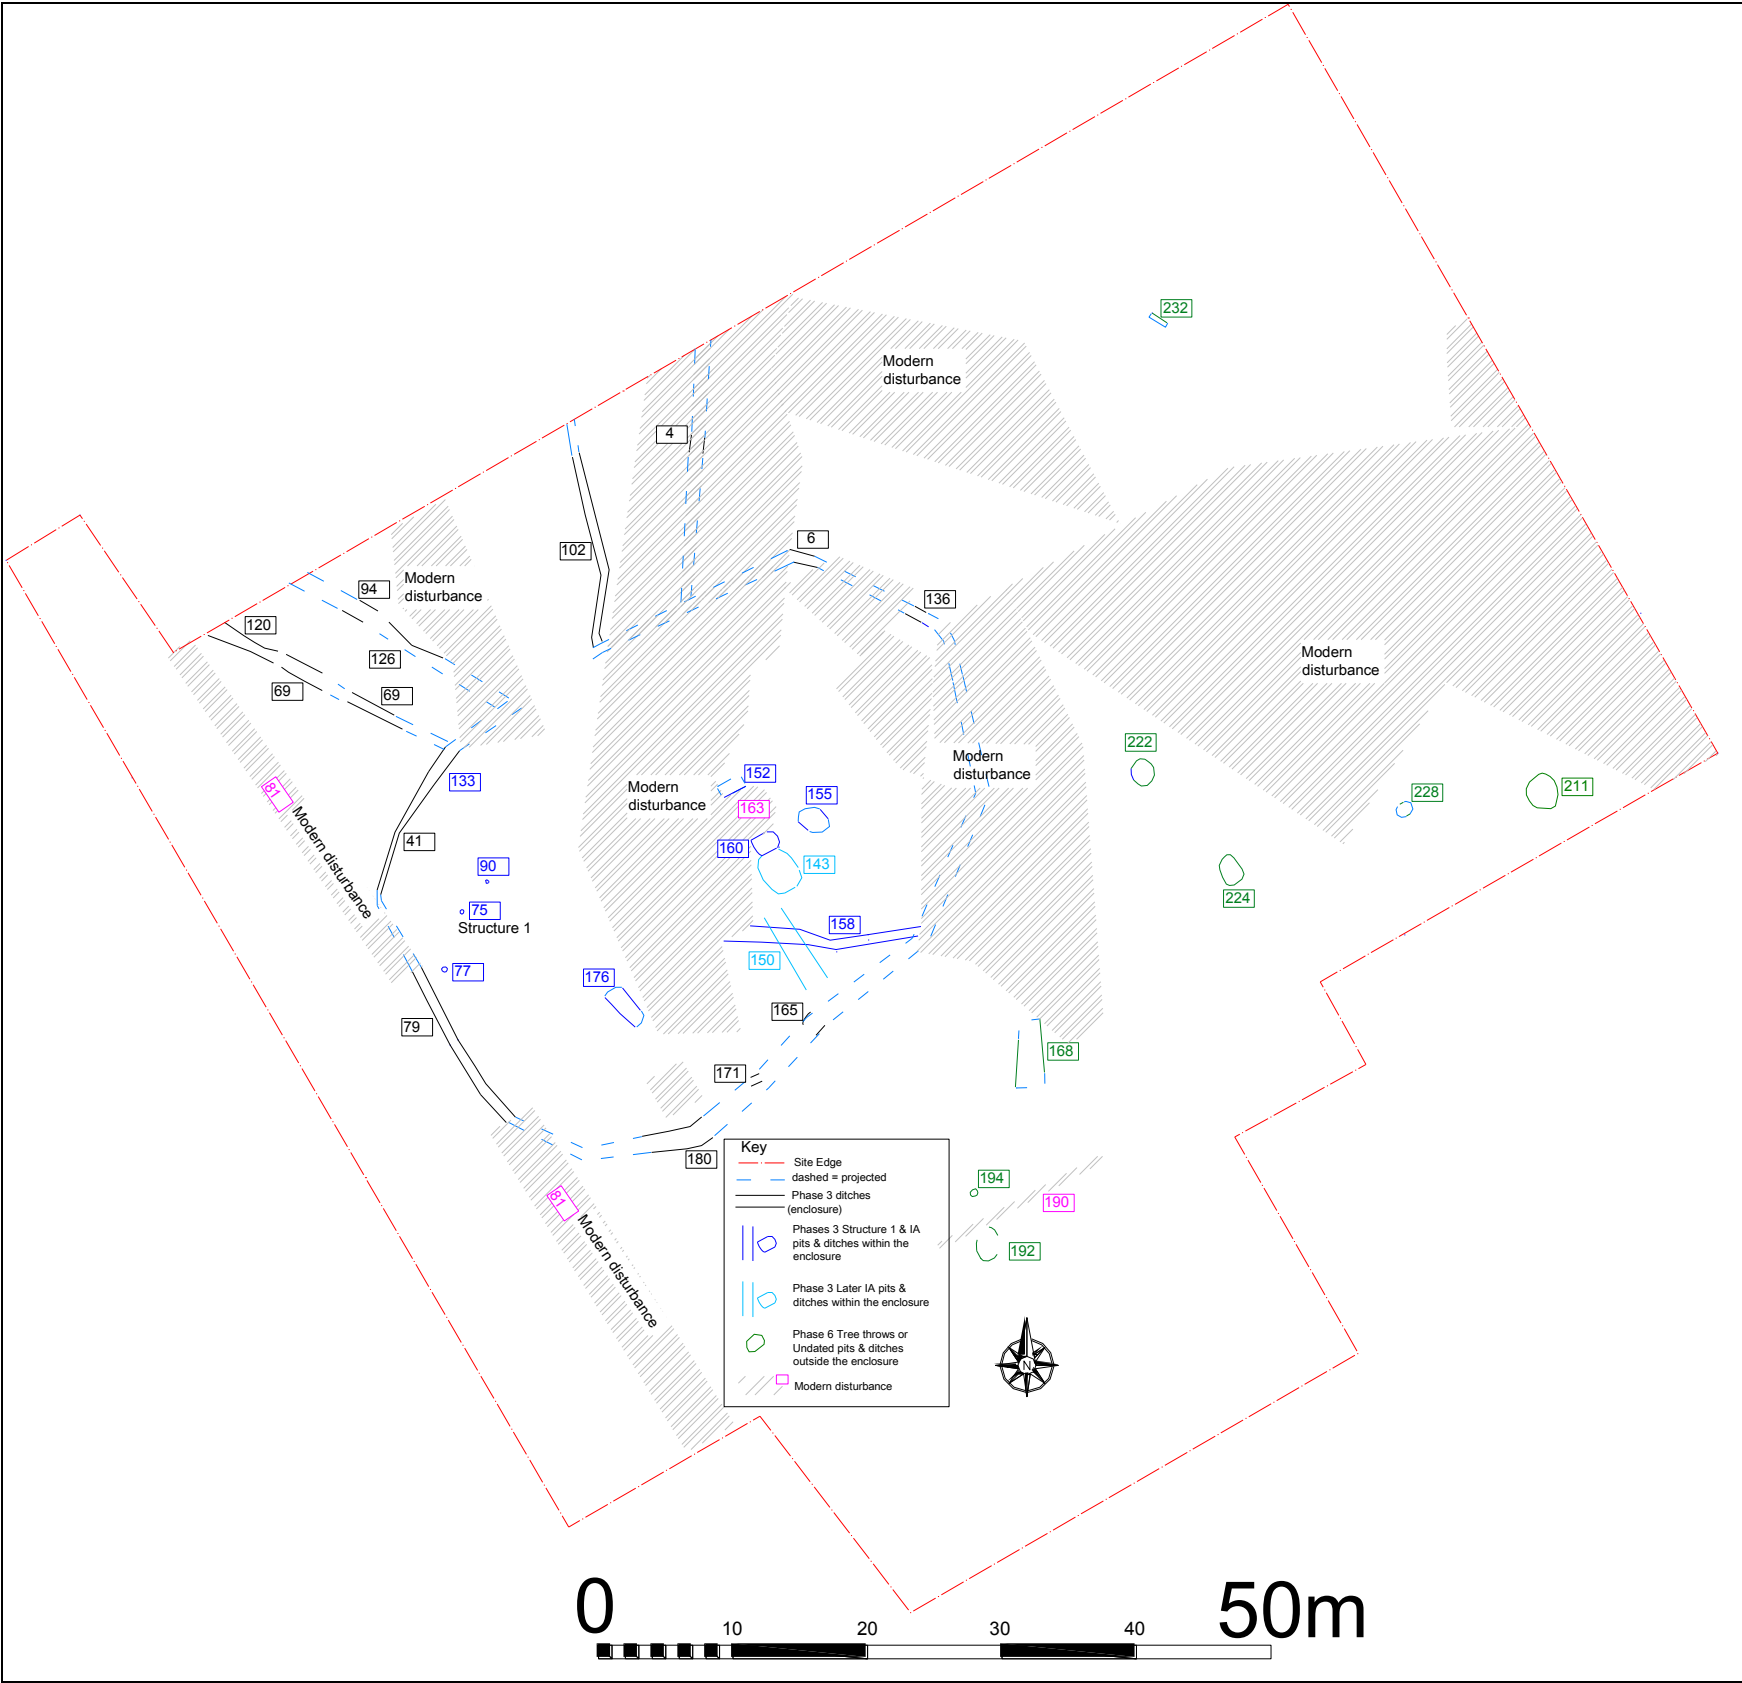 232
Modern
disturbance
4
102
6
94
Modern
disturbance
136
120
126
69
69
Modern
disturbance
222
133
152
Modern
disturbance
Modern
disturbance
81
163
155
228
211
Modern disturbance
41
160
143
90
224
75
Structure 1
158
150
77
176
165
79
168
171
180
194
190
192
81
Modern disturbance
Key
Site Edge
dashed = projected
Phase 3 ditches
(enclosure)
Phases 3 Structure 1 & IA
pits & ditches within the
enclosure
Phase 3 Later IA pits &
ditches within the enclosure
Phase 6 Tree throws or
Undated pits & ditches
outside the enclosure
Modern disturbance
N
0
10
20
30
40
50m